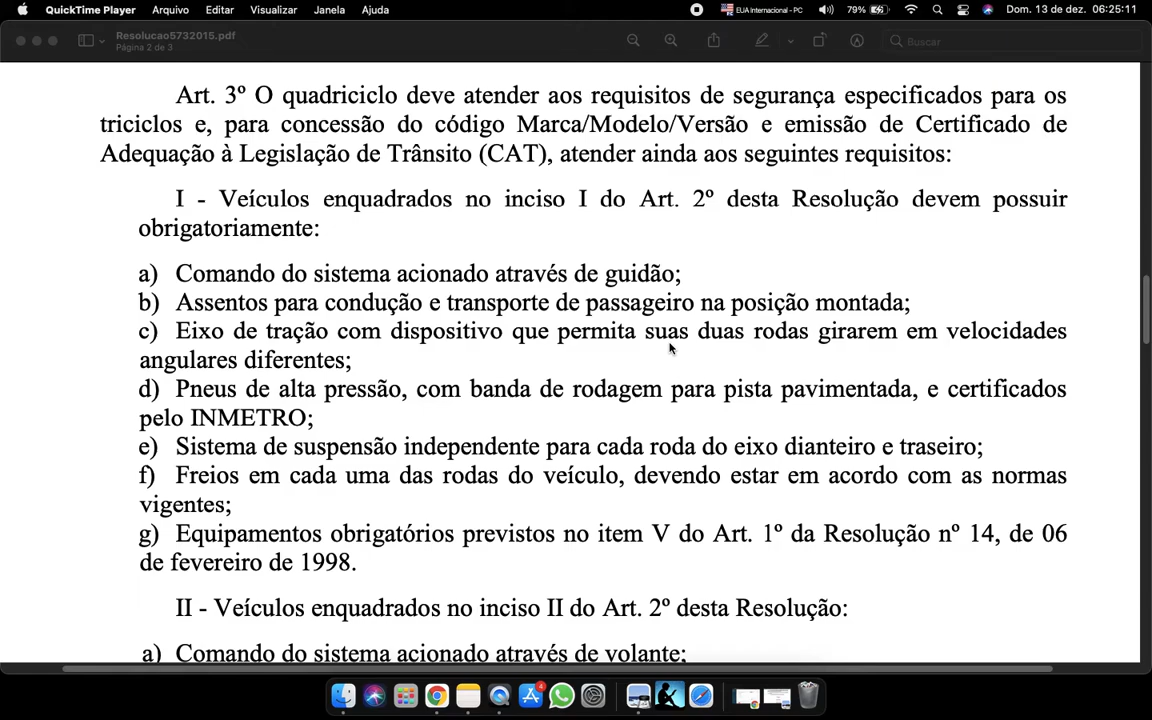 QuickTime Player Arquivo Editar Visualizar Janela Ajuda EUA Internacional - PC 79% Dom. 13 de dez. 06:25:11
Resolucao5732015.pdf
Página 2 de 3
Buscar
Art. 3º O quadriciclo deve atender aos requisitos de segurança especificados para os
triciclos e, para concessão do código Marca/Modelo/Versão e emissão de Certificado de
Adequação à Legislação de Trânsito (CAT), atender ainda aos seguintes requisitos:
I - Veículos enquadrados no inciso I do Art. 2º desta Resolução devem possuir
obrigatoriamente:
a) Comando do sistema acionado através de guidão;
b) Assentos para condução e transporte de passageiro na posição montada;
c) Eixo de tração com dispositivo que permita suas duas rodas girarem em velocidades
angulares diferentes;
d) Pneus de alta pressão, com banda de rodagem para pista pavimentada, e certificados
pelo INMETRO;
e) Sistema de suspensão independente para cada roda do eixo dianteiro e traseiro;
f) Freios em cada uma das rodas do veículo, devendo estar em acordo com as normas
vigentes;
g) Equipamentos obrigatórios previstos no item V do Art. 1º da Resolução nº 14, de 06
de fevereiro de 1998.
II - Veículos enquadrados no inciso II do Art. 2º desta Resolução:
a) Comando do sistema acionado através de volante;
4